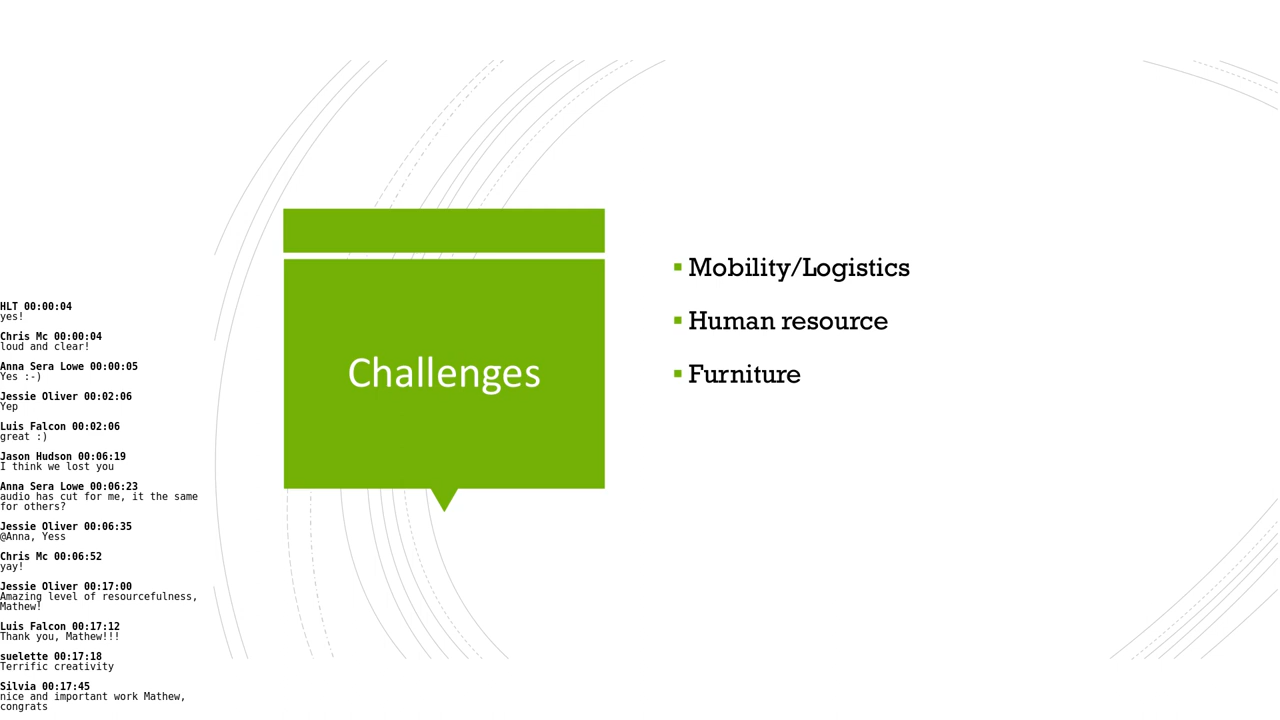 HLT 00:00:04
yes!
Chris Mc 00:00:04
loud and clear!
Anna Sera Lowe 00:00:05
Yes :-)
Jessie Oliver 00:02:06
Yep
Luis Falcon 00:02:06
great :)
Jason Hudson 00:06:19
I think we lost you
Anna Sera Lowe 00:06:23
audio has cut for me, it the same
for others?
Jessie Oliver 00:06:35
@Anna, Yess
Chris Mc 00:06:52
yay!
Jessie Oliver 00:17:00
Amazing level of resourcefulness,
Mathew!
Luis Falcon 00:17:12
Thank you, Mathew!!!
suelette 00:17:18
Terrific creativity
Silvia 00:17:45
nice and important work Mathew,
congrats
Challenges
Mobility/Logistics
Human resource
Furniture